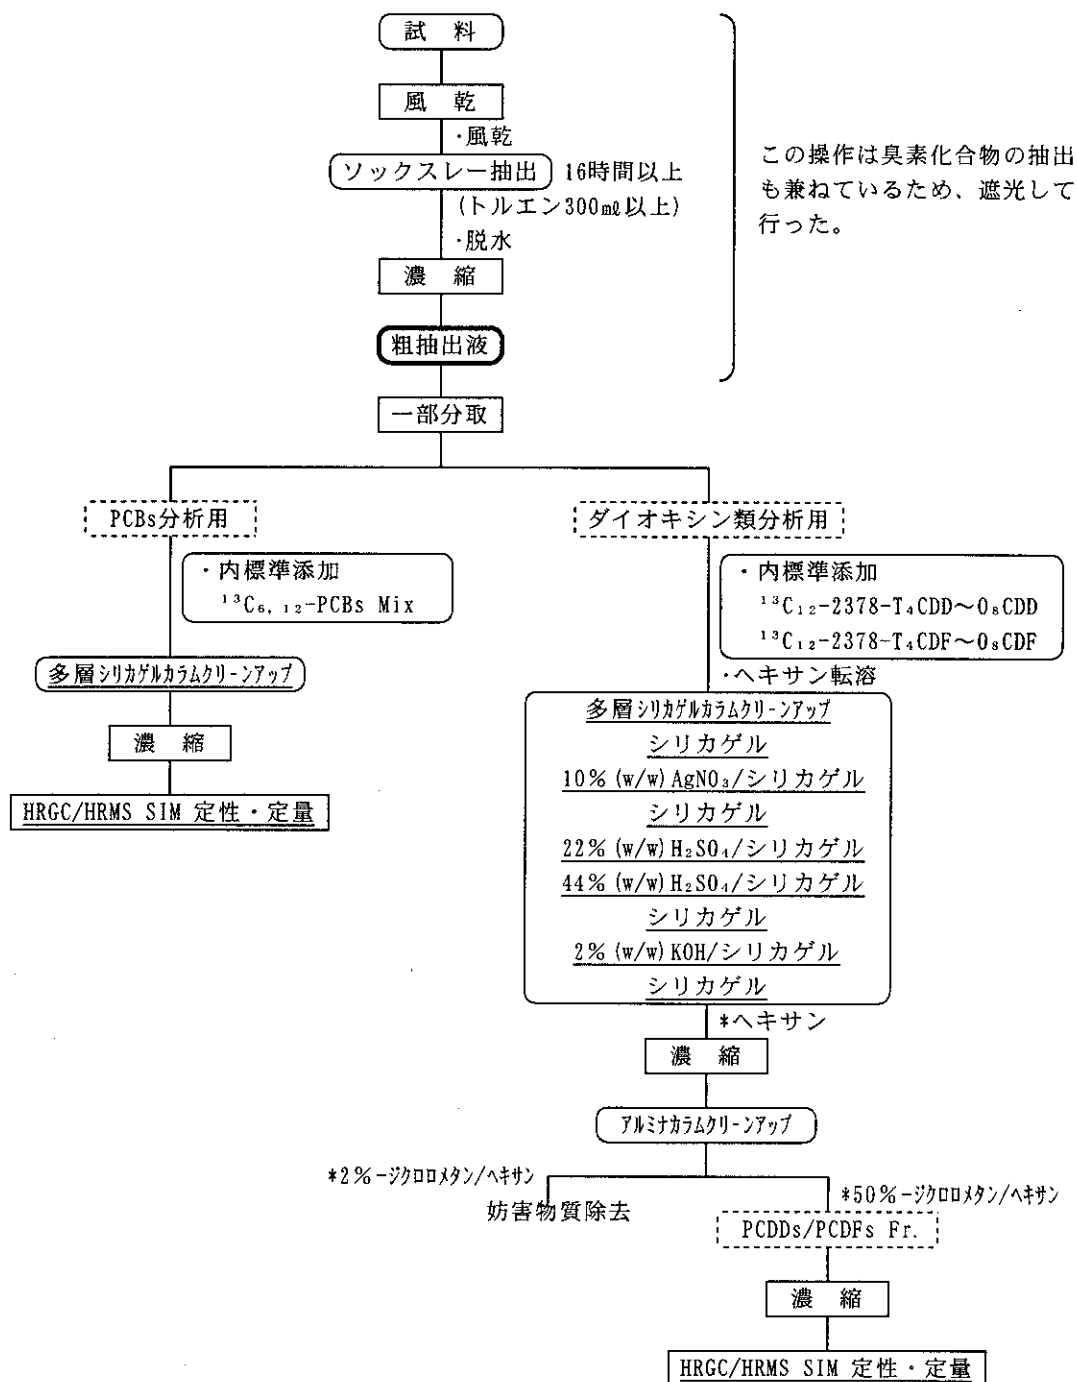 試料
風乾
・風乾
ソックスレー抽出 16時間以上
(トルエン300㎖以上)
・脱水
濃縮
粗抽出液
一部分取
この操作は臭素化合物の抽出
も兼ねているため、遮光して
行った。
PCBs分析用
・内標準添加
¹³C₆,₁₂-PCBs Mix
多層シリカゲルカラムクリーンアップ
濃縮
HRGC/HRMS SIM 定性・定量
ダイオキシン類分析用
・内標準添加
¹³C₁₂-2378-T₄CDD～O₈CDD
¹³C₁₂-2378-T₄CDF～O₈CDF
・ヘキサン転溶
多層シリカゲルカラムクリーンアップ
シリカゲル
10%(w/w)AgNO₃/シリカゲル
シリカゲル
22%(w/w)H₂SO₄/シリカゲル
44%(w/w)H₂SO₄/シリカゲル
シリカゲル
2%(w/w)KOH/シリカゲル
シリカゲル
*ヘキサン
濃縮
アルミナカラムクリーンアップ
*2%-ジクロロメタン/ヘキサン
妨害物質除去
*50%-ジクロロメタン/ヘキサン
PCDDs/PCDFs Fr.
濃縮
HRGC/HRMS SIM 定性・定量